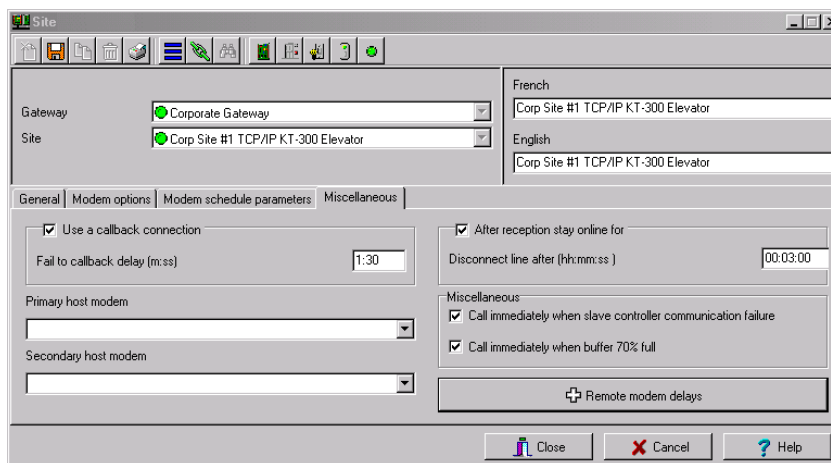 Site
French
Gateway
Corporate Gateway
Corp Site #1 TCP/IP KT-300 Elevator
Site
Corp Site #1 TCP/IP KT-300 Elevator
English
Corp Site #1 TCP/IP KT-300 Elevator
General
Modem options
Modem schedule parameters
Miscellaneous
Use a callback connection
Fail to callback delay (m:ss)
1:30
Primary host modem
Secondary host modem
After reception stay online for
Disconnect line after (hh:mm:ss )
00:03:00
Miscellaneous
Call immediately when slave controller communication failure
Call immediately when buffer 70% full
Remote modem delays
Close
Cancel
Help